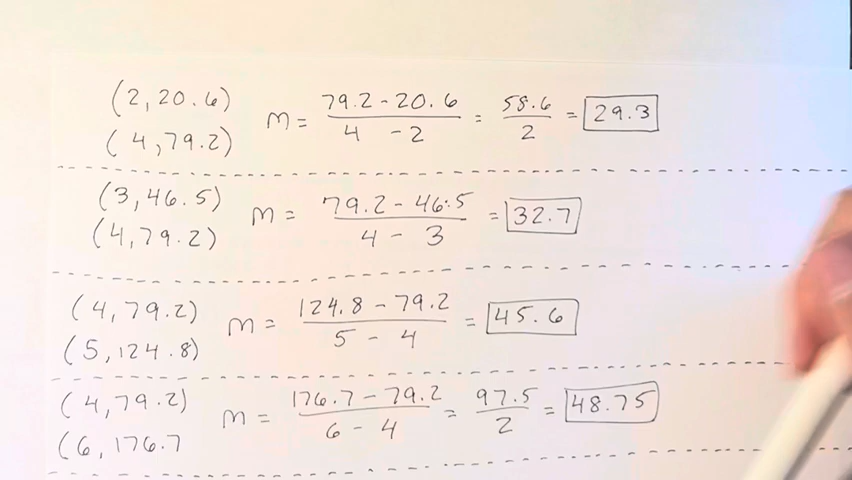 (2,20.6)
(4,79.2)
m = 79.2-20.6 / 4 -2 = 58.6 / 2 = 29.3
(3,46.5)
(4,79.2)
m = 79.2-46.5 / 4 - 3 = 32.7
(4,79.2)
(5,124.8)
m = 124.8-79.2 / 5 - 4 = 45.6
(4,79.2)
(6,176.7
m = 176.7-79.2 / 6 - 4 = 97.5 / 2 = 48.75